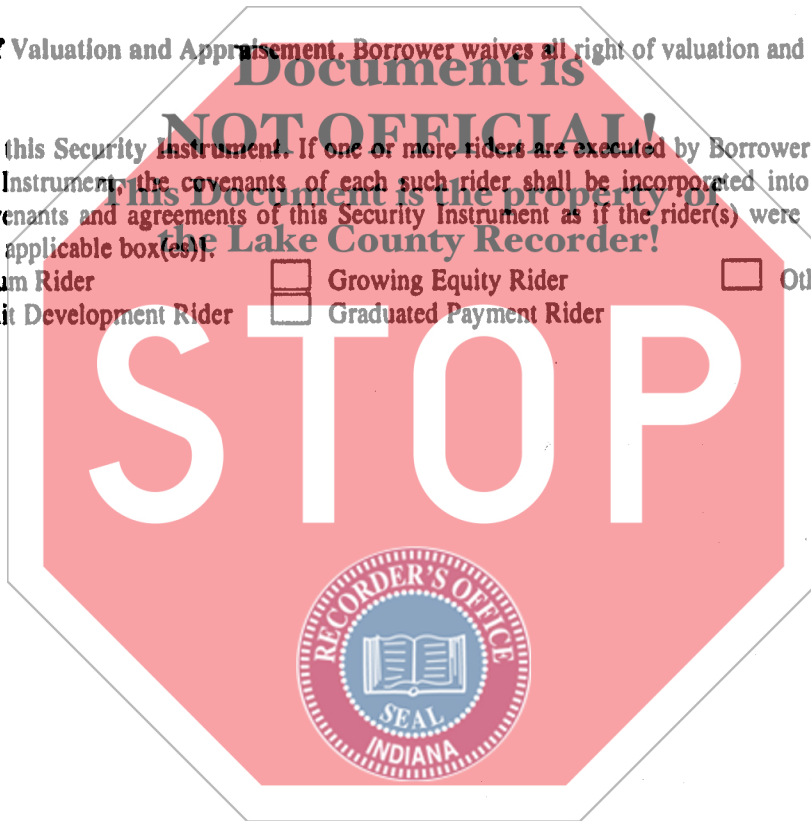 Valuation and Appraisement. Borrower waives all right of valuation and
Document is
NOT OFFICIAL!
this Security Instrument. If one or more riders are executed by Borrower
Instrument, the covenants of each such rider shall be incorporated into
This Document is the property of
enants and agreements of this Security Instrument as if the rider(s) were
the Lake County Recorder!
applicable box(es)].
um Rider Growing Equity Rider Oth
it Development Rider Graduated Payment Rider
STOP
RECORDER'S OFFICE
SEAL
INDIANA